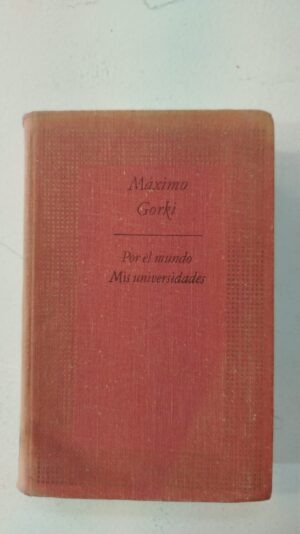 Máximo
Gorki
Por el mundo
Mis universidades